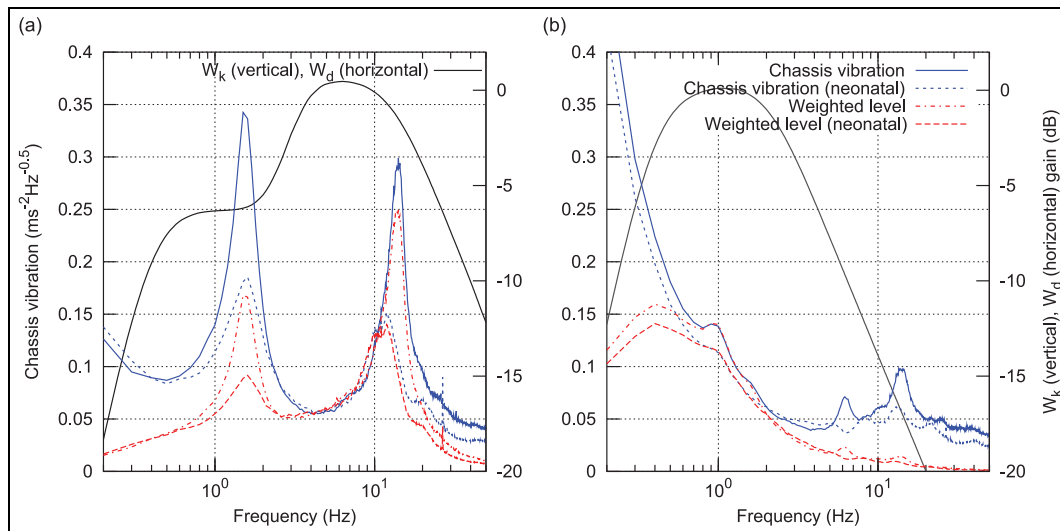 (a)
W_k (vertical), W_d (horizontal)
0.4
0.35
0.3
0.25
0.2
0.15
0.1
0.05
0
0
-5
-10
-15
-20
10^0
10^1
Chassis vibration (ms^-2Hz^-0.5)
Frequency (Hz)
(b)
Chassis vibration
Chassis vibration (neonatal)
Weighted level
Weighted level (neonatal)
0.4
0.35
0.3
0.25
0.2
0.15
0.1
0.05
0
0
-5
-10
-15
-20
10^0
10^1
Frequency (Hz)
W_k (vertical), W_d (horizontal) gain (dB)